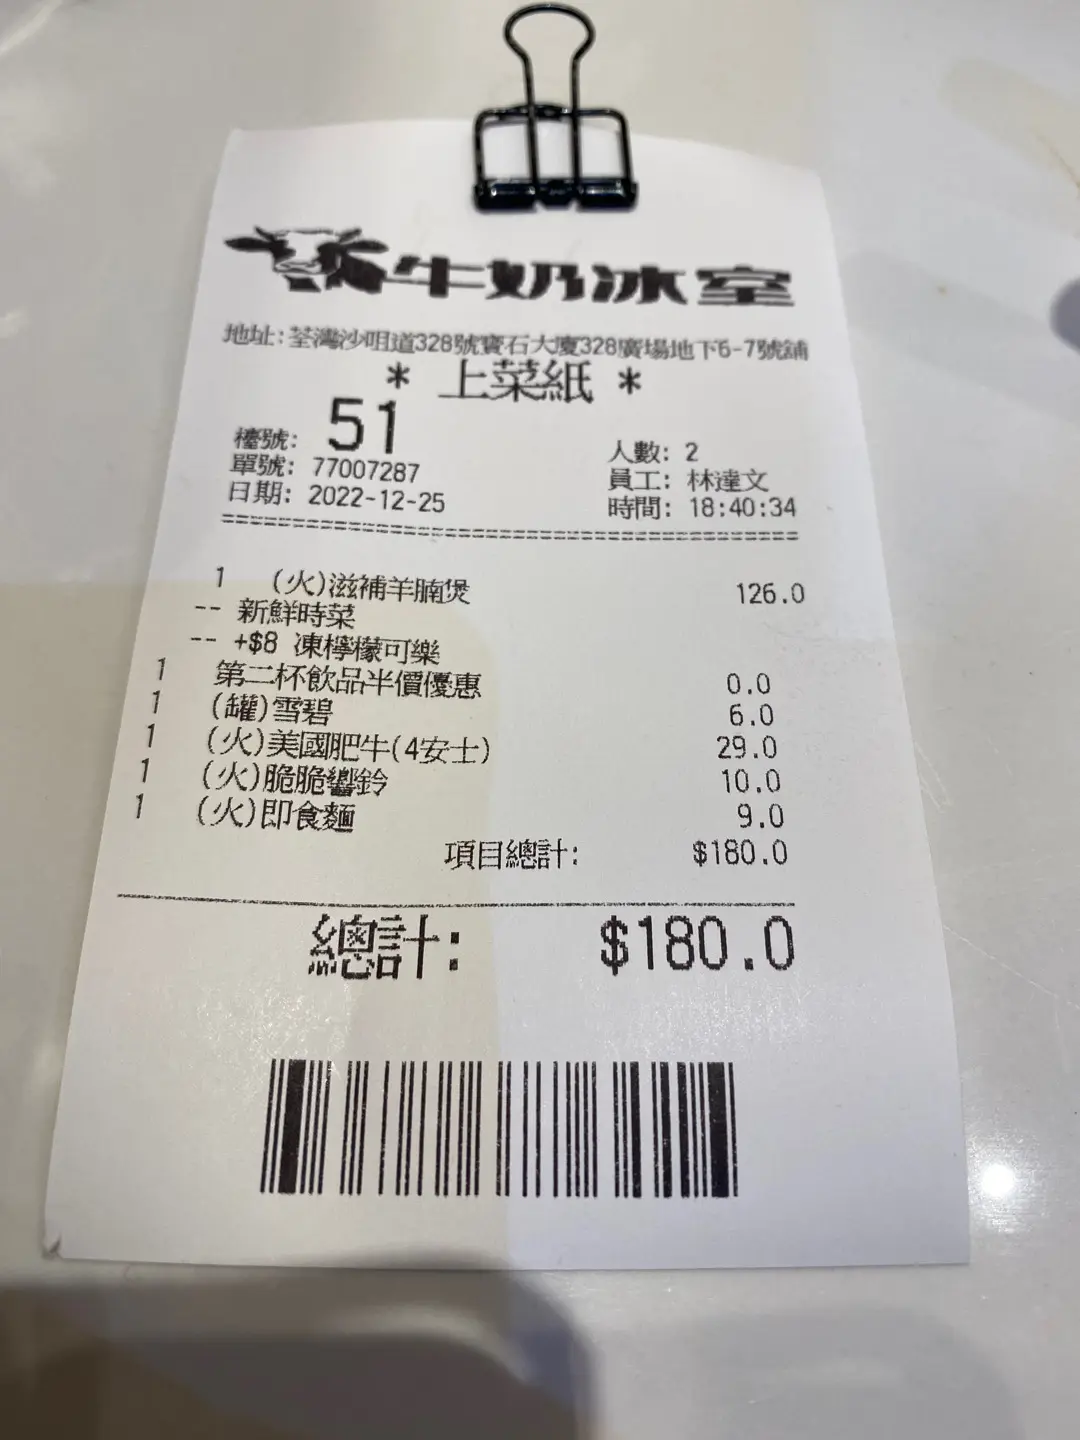 牛奶冰室
地址:荃灣沙咀道328號寶石大廈328廣場地下6-7號舖
* 上菜紙 *
檯號: 51
人數: 2
單號: 77007287
員工: 林達文
日期: 2022-12-25
時間: 18:40:34
1 (火)滋補羊腩煲 126.0
-- 新鮮時菜
-- +$8 凍檸檬可樂
1 第二杯飲品半價優惠 0.0
1 (罐)雪碧 6.0
1 (火)美國肥牛(4安士) 29.0
1 (火)脆脆響鈴 10.0
1 (火)即食麵 9.0
項目總計: $180.0
總計: $180.0